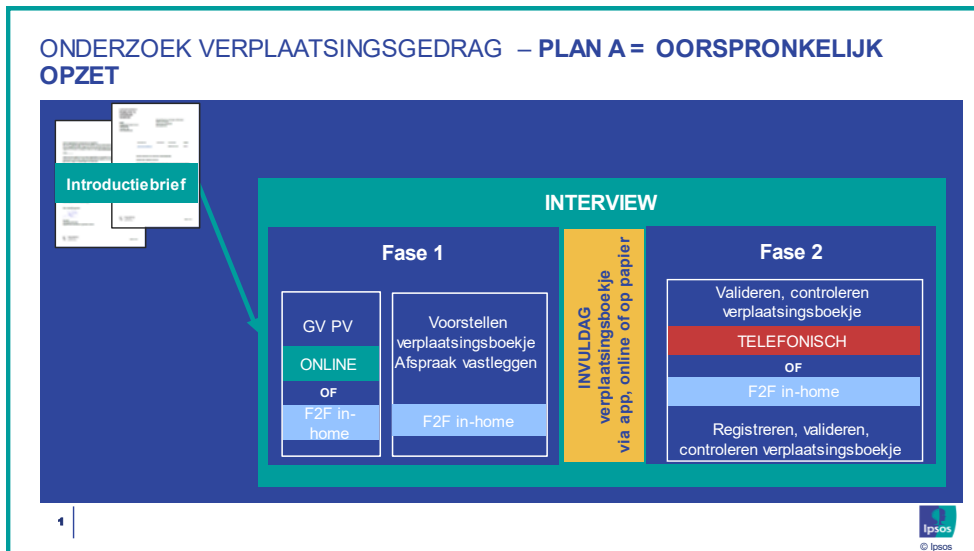 ONDERZOEK VERPLAATSINGSGEDRAG – PLAN A = OORSPRONKELIJK
OPZET
Introductiebrief
INTERVIEW
Fase 1
GV PV
ONLINE
OF
F2F in-
home
Voorstellen
verplaatsingsboekje
Afspraak vastleggen
F2F in-home
INVULDAG
verplaatsingsboekje
via app, online of op papier
Fase 2
Valideren, controleren
verplaatsingsboekje
TELEFONISCH
OF
F2F in-home
Registreren, valideren,
controleren verplaatsingsboekje
1
Ipsos
© Ipsos